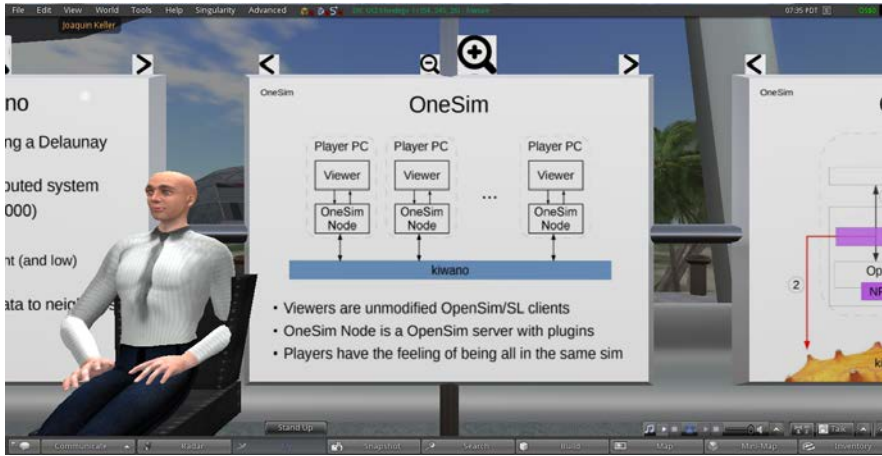 File Edit View World Tools Help Singularity Advanced
07:35 PDT
Joaquin Keller
> < > <
no
ng a Delaunay
outed system
000)
nt (and low)
ata to
OneSim
OneSim
Player PC Player PC Player PC
Viewer Viewer Viewer
...
OneSim Node OneSim Node OneSim Node
kiwano
• Viewers are unmodified OpenSim/SL clients
• OneSim Node is a OpenSim server with plugins
• Players have the feeling of being all in the same sim
OneSim
2
Op
k
Stand Up
Talk
Communicate Radar Snapshot Search Build Map Mini-Map Inventory